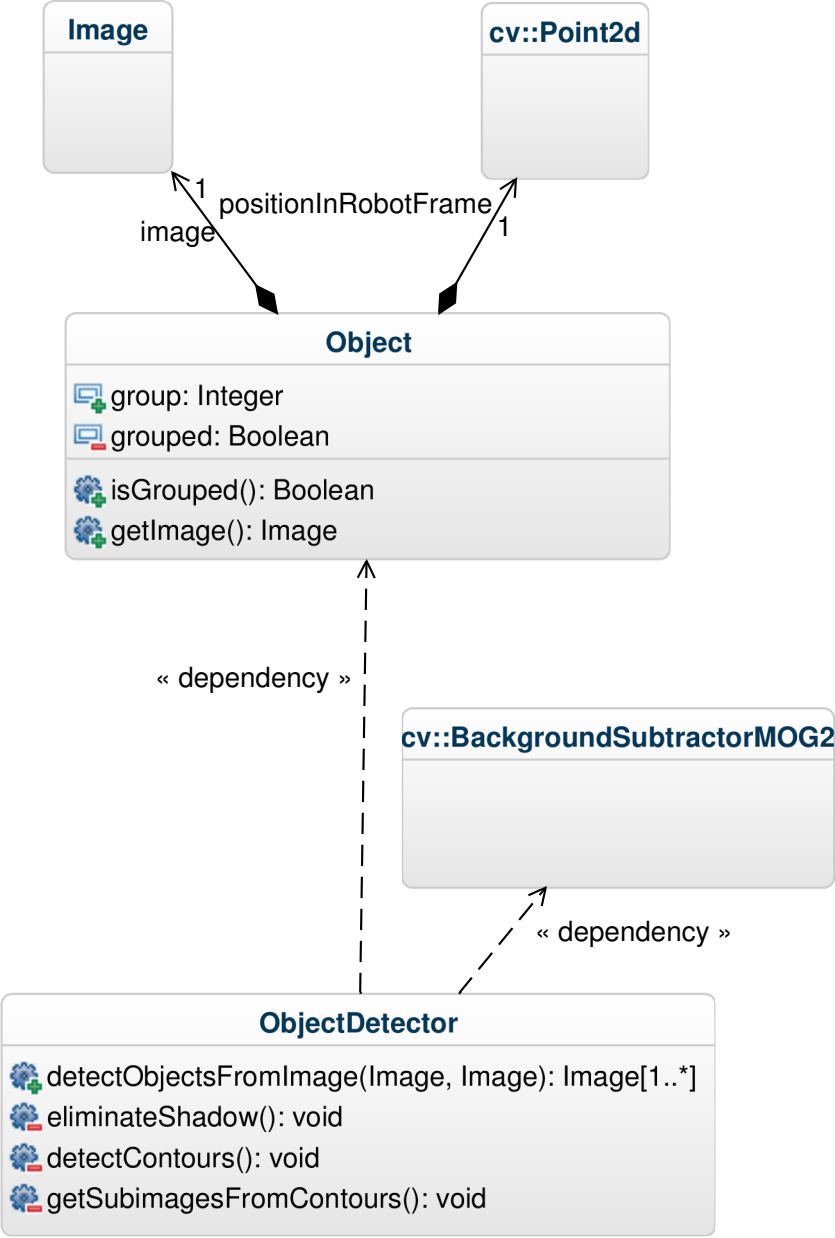 Image
cv::Point2d
1
positionInRobotFrame
image
1
Object
group: Integer
grouped: Boolean
isGrouped(): Boolean
getImage(): Image
« dependency »
cv::BackgroundSubtractorMOG2
« dependency »
ObjectDetector
detectObjectsFromImage(Image, Image): Image[1..*]
eliminateShadow(): void
detectContours(): void
getSubimagesFromContours(): void